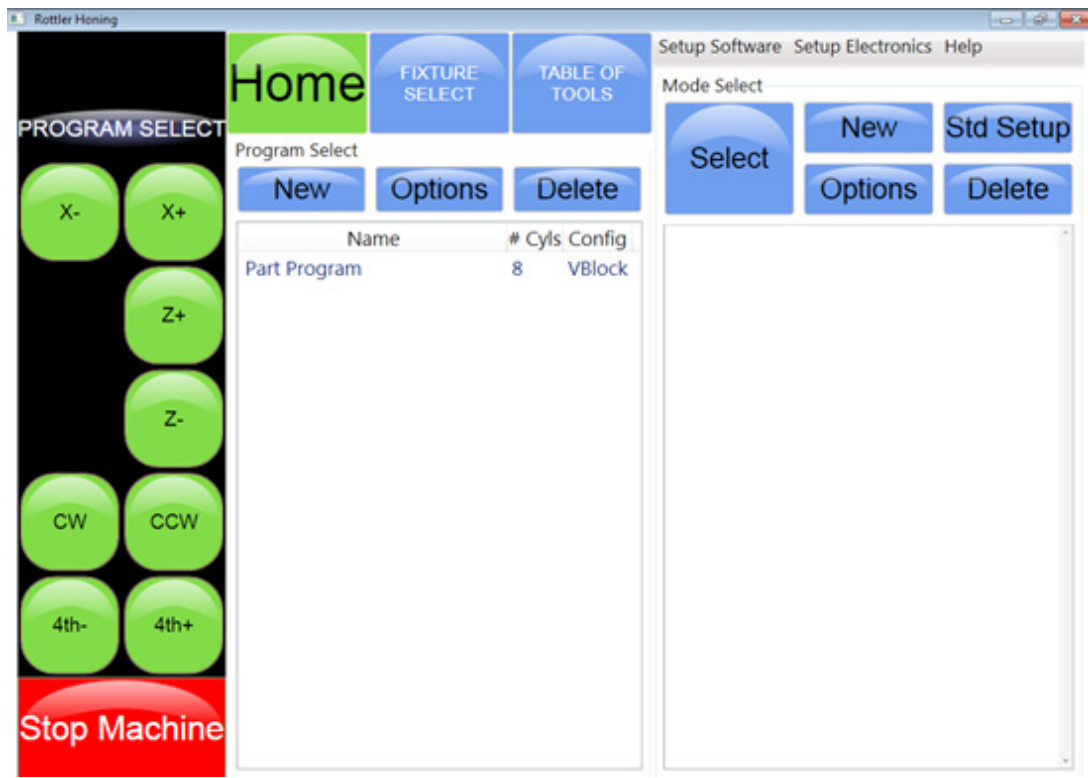 Rottler Honing
PROGRAM SELECT
X-
X+
Z+
Z-
CW
CCW
4th-
4th+
Stop Machine
Home
FIXTURE
SELECT
TABLE OF
TOOLS
Program Select
New
Options
Delete
Name # Cyls Config
Part Program 8 VBlock
Setup Software Setup Electronics Help
Mode Select
Select
New
Std Setup
Options
Delete